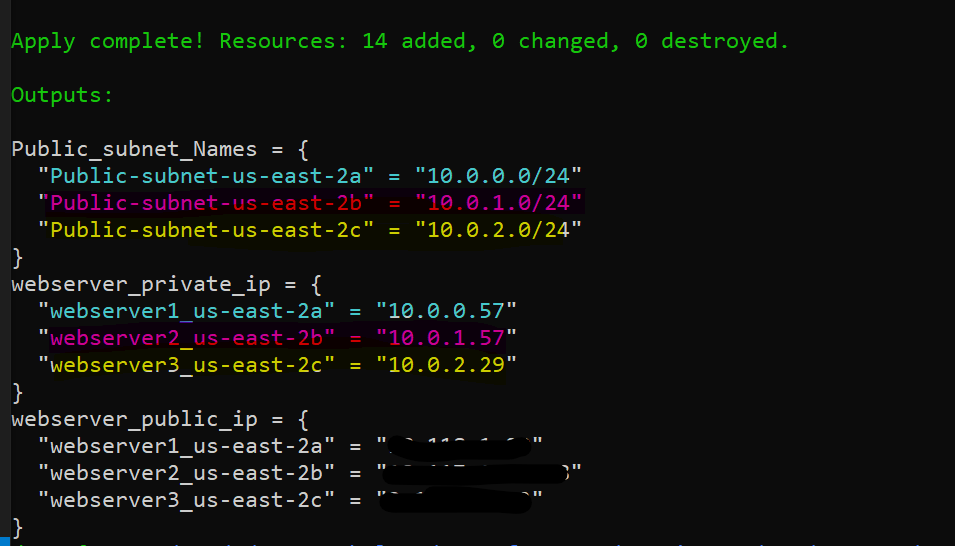 Apply complete! Resources: 14 added, 0 changed, 0 destroyed.
Outputs:
Public_subnet_Names = {
"Public-subnet-us-east-2a" = "10.0.0.0/24"
"Public-subnet-us-east-2b" = "10.0.1.0/24"
"Public-subnet-us-east-2c" = "10.0.2.0/24"
}
webserver_private_ip = {
"webserver1_us-east-2a" = "10.0.0.57"
"webserver2_us-east-2b" = "10.0.1.57"
"webserver3_us-east-2c" = "10.0.2.29"
}
webserver_public_ip = {
"webserver1_us-east-2a" = "
"webserver2_us-east-2b" = "
"webserver3_us-east-2c" = "
}